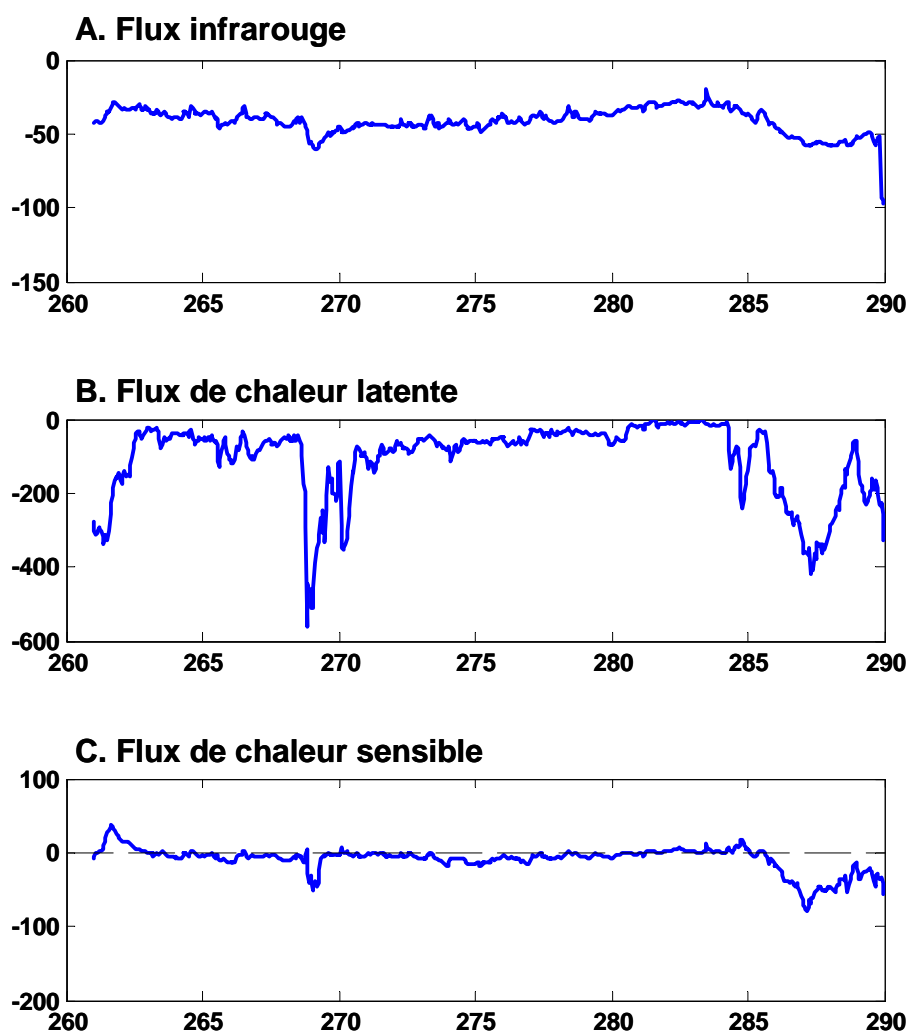 A. Flux infrarouge
0
-50
-100
-150
260 265 270 275 280 285 290
B. Flux de chaleur latente
0
-200
-400
-600
260 265 270 275 280 285 290
C. Flux de chaleur sensible
100
0
-100
-200
260 265 270 275 280 285 290